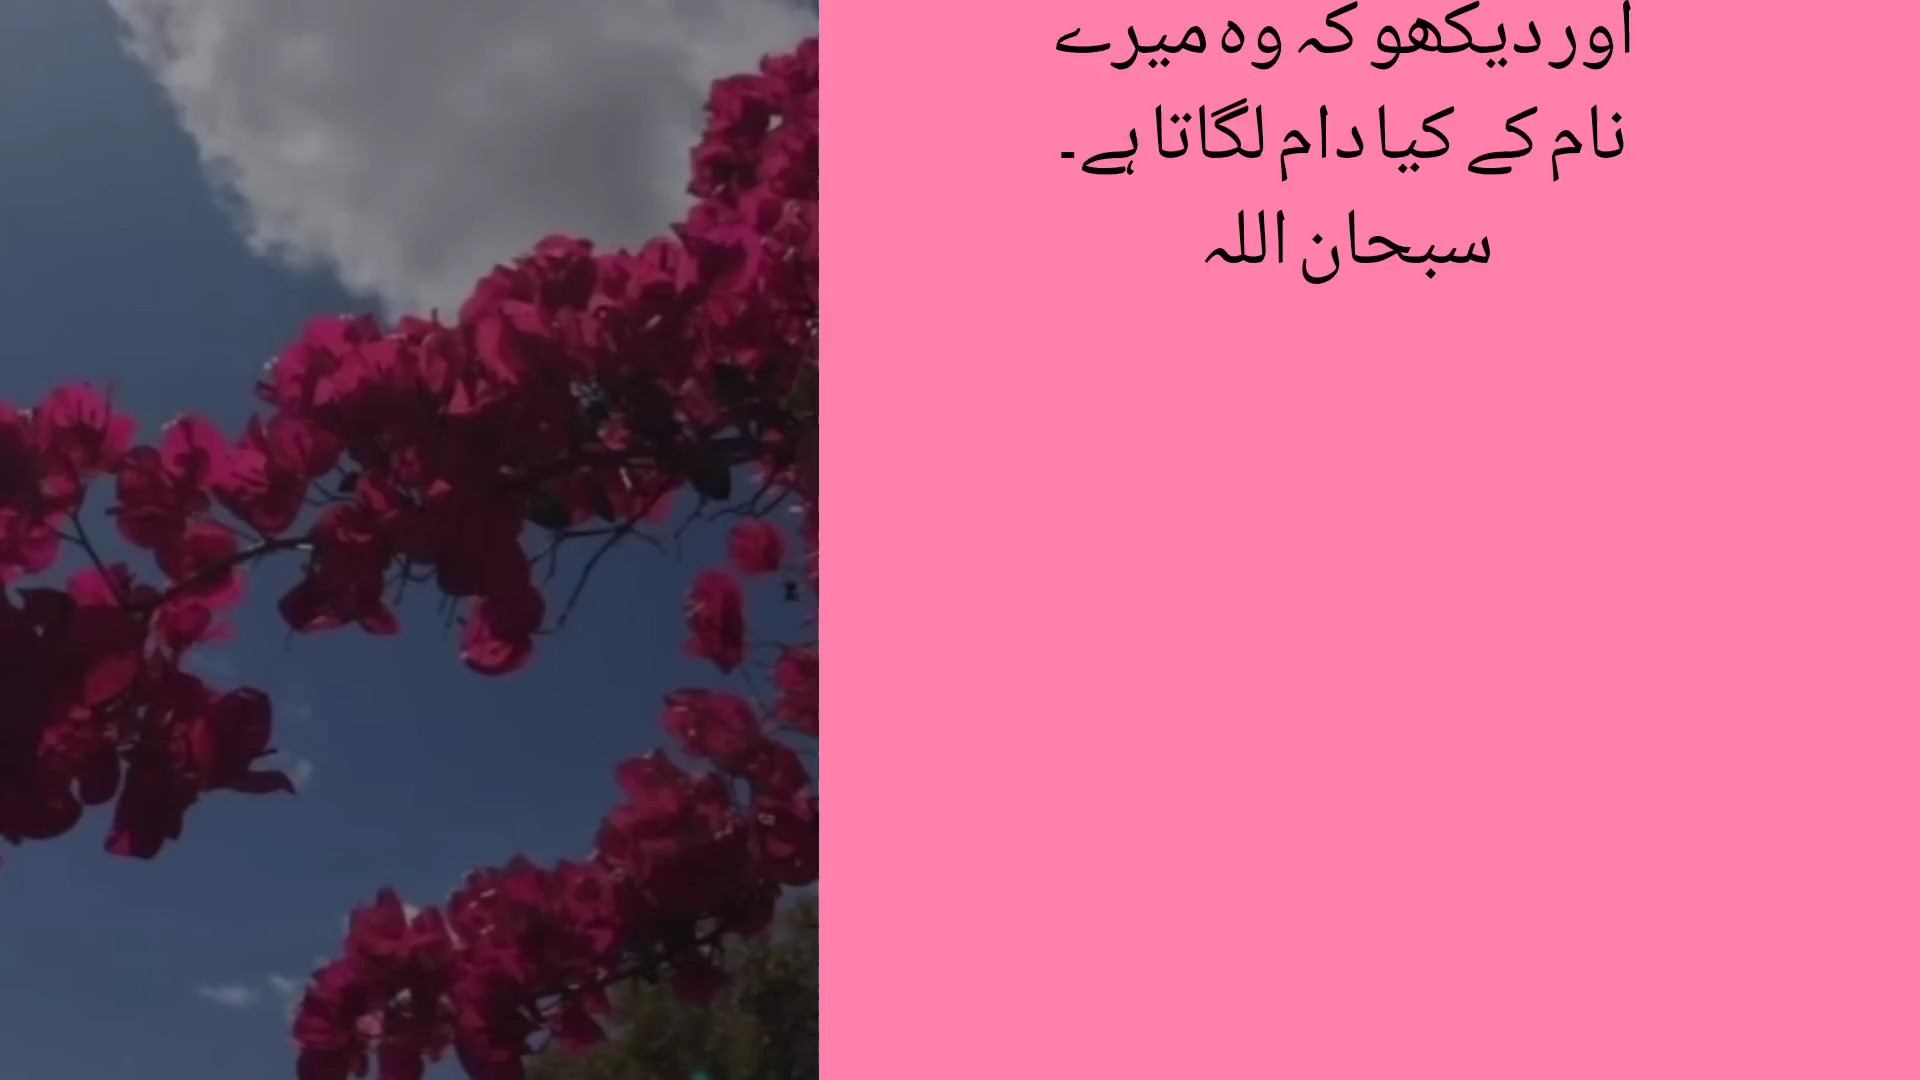 اور دیکھو کہ وہ میرے
نام کے کیا دام لگاتا ہے۔
سبحان اللہ